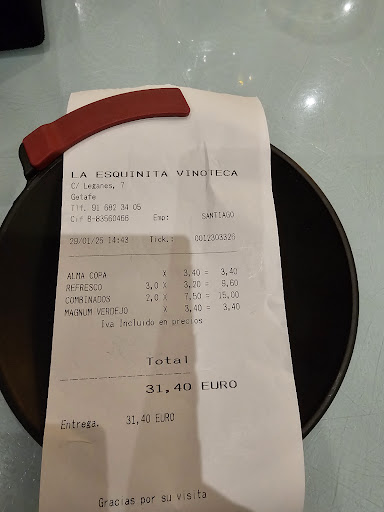 LA ESQUINITA VINOTECA
C/ Leganes, 7
Getafe
Tlf. 91 682 34 05
Cif B-83560466 Emp: SANTIAGO
29/01/25 14:43 Tick.: 0012303325
ALMA COPA X 3,40 = 3,40
REFRESCO 3,0 X 3,20 = 9,60
COMBINADOS 2,0 X 7,50 = 15,00
MAGNUM VERDEJO X 3,40 = 3,40
Iva Incluido en precios
Total
31,40 EURO
Entrega. 31,40 EURO
Gracias por su visita